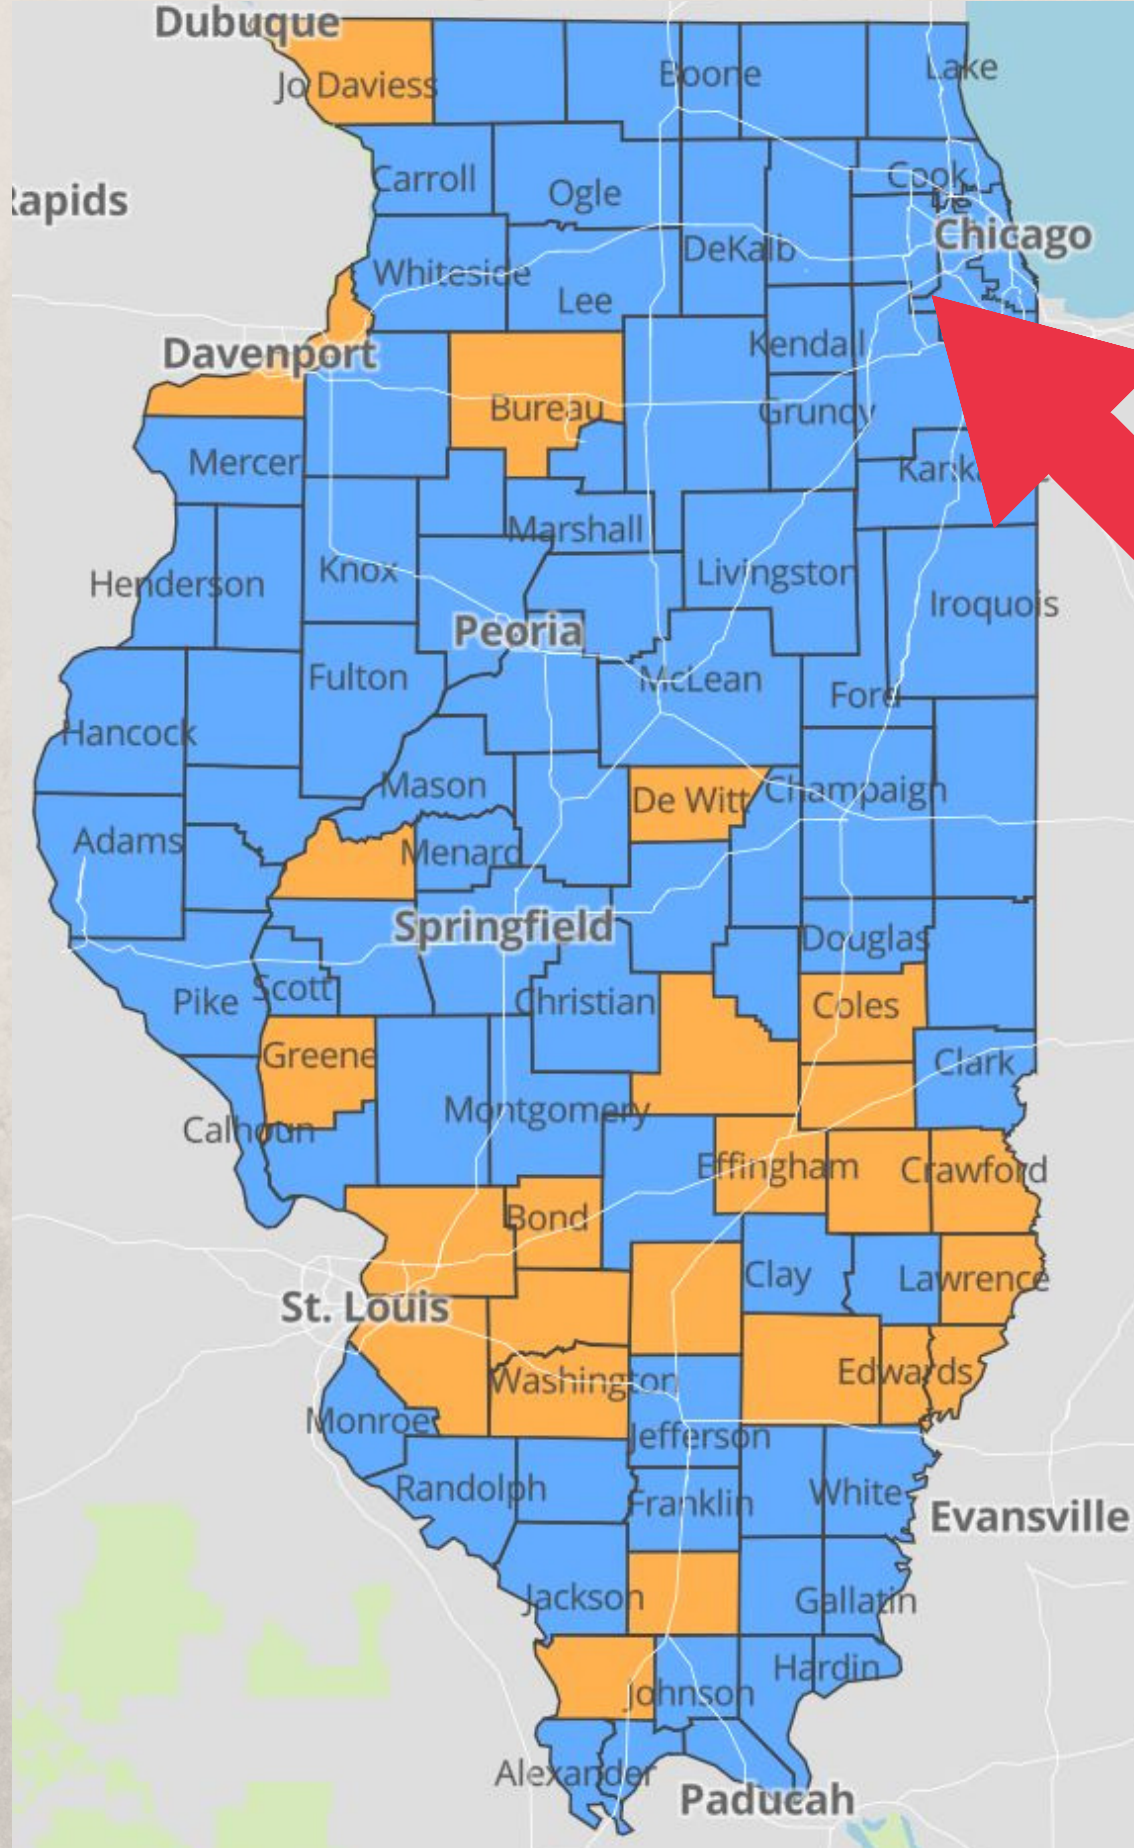 Dubuque
Jo Daviess
Boone
Lake
Carroll
Ogle
Cook
Rapids
Chicago
DeKalb
Whiteside
Lee
Davenport
Kendall
Bureau
Grundy
Mercer
Marshall
Henderson
Knox
Livingston
Iroquois
Peoria
Fulton
McLean
Ford
Hancock
Mason
De Witt
Champaign
Adams
Menard
Springfield
Douglas
Pike
Scott
Christian
Coles
Greene
Clark
Montgomery
Calhoun
Effingham
Crawford
Bond
Clay
Lawrence
St. Louis
Washington
Edwards
Monroe
Jefferson
Randolph
Franklin
White
Evansville
Jackson
Gallatin
Hardin
Johnson
Alexander
Paducah